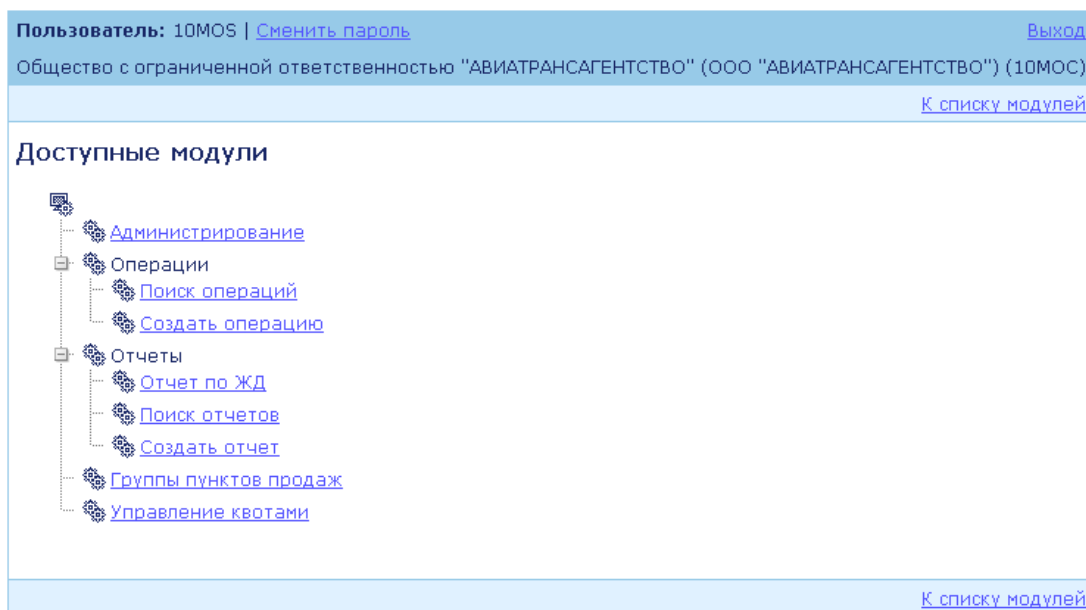 Пользователь: 10MOS | Сменить пароль Выход
Общество с ограниченной ответственностью "АВИАТРАНСАГЕНТСТВО" (ООО "АВИАТРАНСАГЕНТСТВО") (10МОС)
К списку модулей
Доступные модули
Администрирование
Операции
Поиск операций
Создать операцию
Отчеты
Отчет по ЖД
Поиск отчетов
Создать отчет
Группы пунктов продаж
Управление квотами
К списку модулей